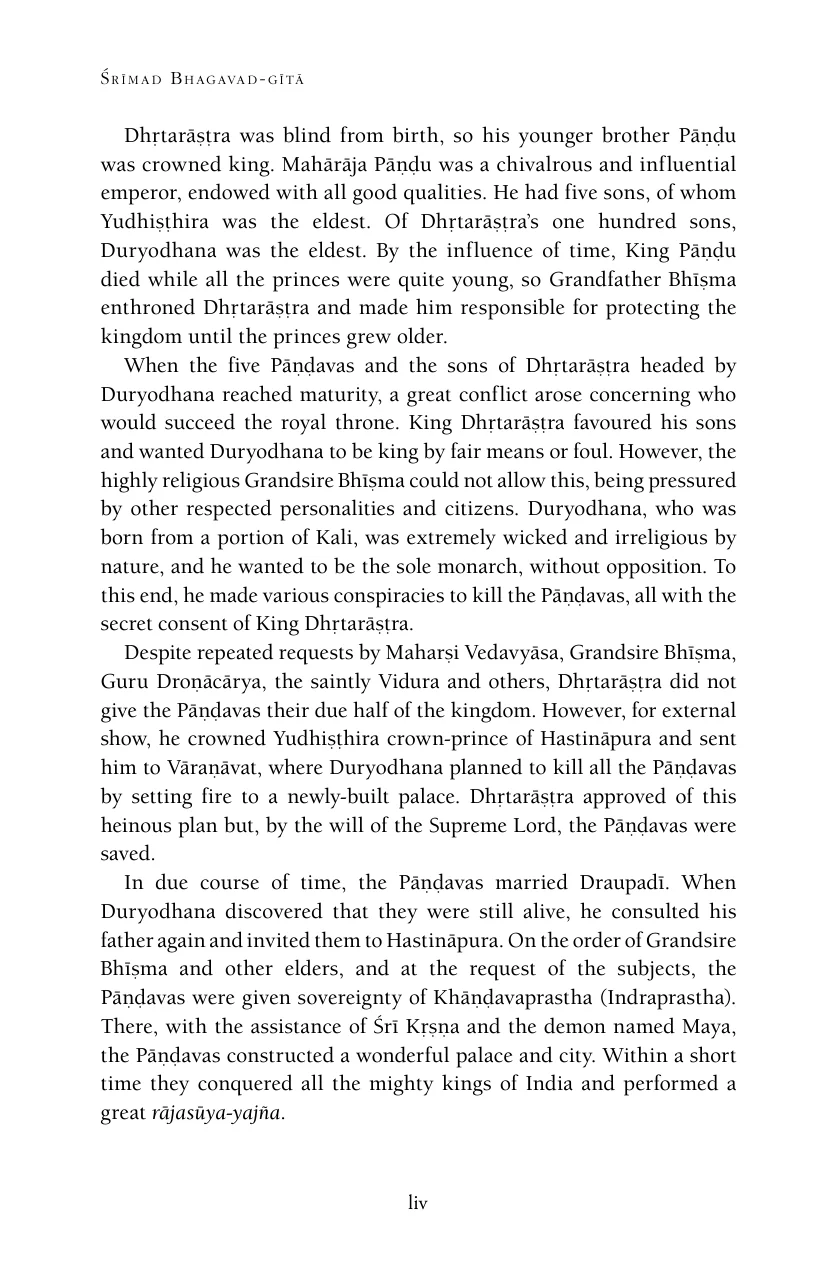 Śrīmad Bhagavad-gītā
Dhṛtarāṣṭra was blind from birth, so his younger brother Pāṇḍu
was crowned king. Mahārāja Pāṇḍu was a chivalrous and influential
emperor, endowed with all good qualities. He had five sons, of whom
Yudhiṣṭhira was the eldest. Of Dhṛtarāṣṭra’s one hundred sons,
Duryodhana was the eldest. By the influence of time, King Pāṇḍu
died while all the princes were quite young, so Grandfather Bhīṣma
enthroned Dhṛtarāṣṭra and made him responsible for protecting the
kingdom until the princes grew older.
When the five Pāṇḍavas and the sons of Dhṛtarāṣṭra headed by
Duryodhana reached maturity, a great conflict arose concerning who
would succeed the royal throne. King Dhṛtarāṣṭra favoured his sons
and wanted Duryodhana to be king by fair means or foul. However, the
highly religious Grandsire Bhīṣma could not allow this, being pressured
by other respected personalities and citizens. Duryodhana, who was
born from a portion of Kali, was extremely wicked and irreligious by
nature, and he wanted to be the sole monarch, without opposition. To
this end, he made various conspiracies to kill the Pāṇḍavas, all with the
secret consent of King Dhṛtarāṣṭra.
Despite repeated requests by Maharṣi Vedavyāsa, Grandsire Bhīṣma,
Guru Droṇācārya, the saintly Vidura and others, Dhṛtarāṣṭra did not
give the Pāṇḍavas their due half of the kingdom. However, for external
show, he crowned Yudhiṣṭhira crown-prince of Hastināpura and sent
him to Vāraṇāvat, where Duryodhana planned to kill all the Pāṇḍavas
by setting fire to a newly-built palace. Dhṛtarāṣṭra approved of this
heinous plan but, by the will of the Supreme Lord, the Pāṇḍavas were
saved.
In due course of time, the Pāṇḍavas married Draupadī. When
Duryodhana discovered that they were still alive, he consulted his
father again and invited them to Hastināpura. On the order of Grandsire
Bhīṣma and other elders, and at the request of the subjects, the
Pāṇḍavas were given sovereignty of Khāṇḍavaprastha (Indraprastha).
There, with the assistance of Śrī Kṛṣṇa and the demon named Maya,
the Pāṇḍavas constructed a wonderful palace and city. Within a short
time they conquered all the mighty kings of India and performed a
great rājasūya-yajña.
liv